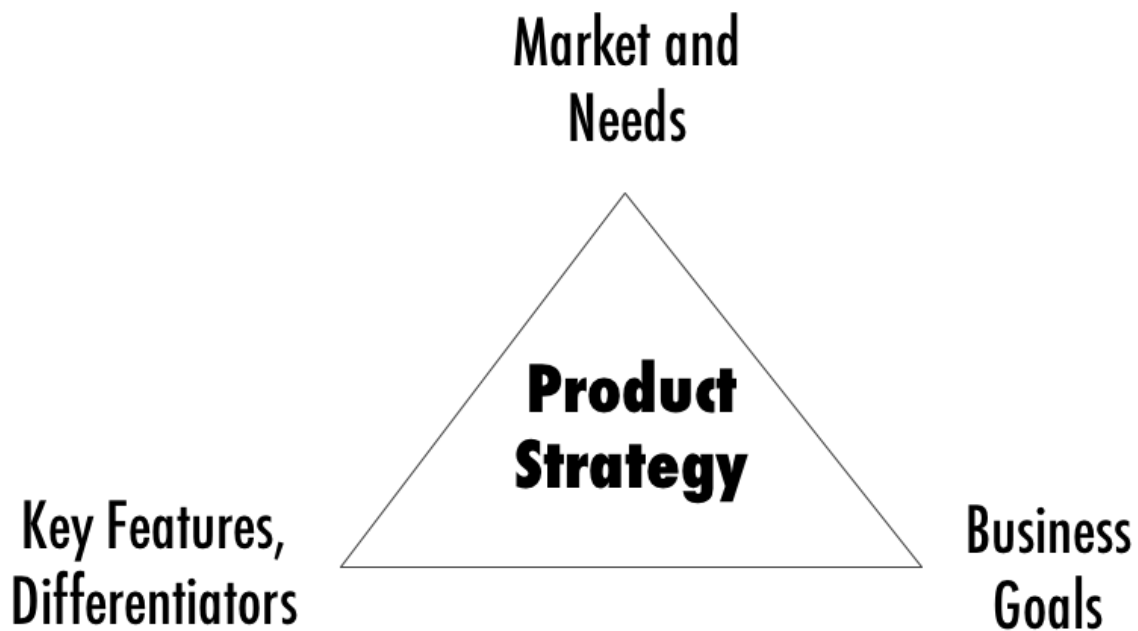 Market and
Needs
Product
Strategy
Key Features,
Differentiators
Business
Goals